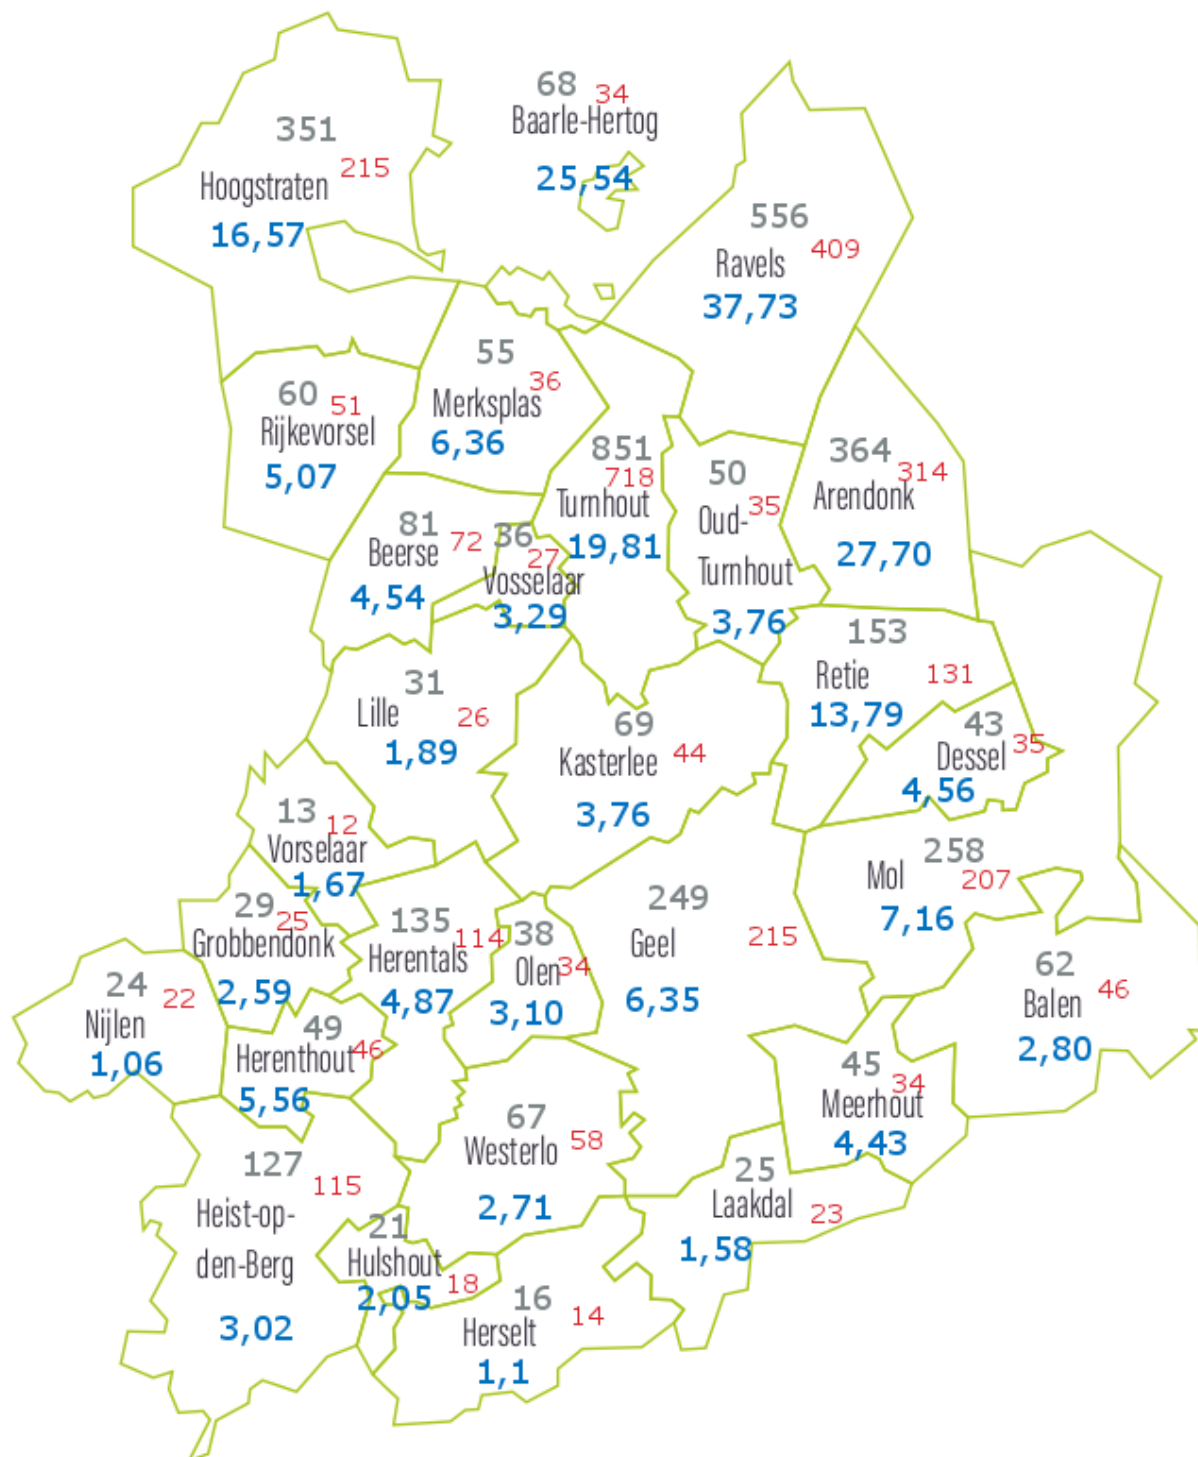 68
34
Baarle-Hertog
25,54
351
215
Hoogstraten
16,57
556
409
Ravels
37,73
55
36
Merksplas
6,36
60
51
Rijkevorsel
5,07
851
718
Turnhout
19,81
50
35
Oud-
Turnhout
3,76
364
314
Arendonk
27,70
81
72
Beerse
4,54
36
27
Vosselaar
3,29
153
131
Retie
13,79
31
26
Lille
1,89
69
44
Kasterlee
3,76
43
35
Dessel
4,56
13
12
Vorselaar
1,67
258
207
Mol
7,16
29
25
Grobbendonk
2,59
135
114
Herentals
4,87
38
34
Olen
3,10
249
215
Geel
6,35
62
46
Balen
2,80
24
22
Nijlen
1,06
49
46
Herenthout
5,56
45
34
Meerhout
4,43
67
58
Westerlo
2,71
127
115
Heist-op-
den-Berg
3,02
25
23
Laakdal
1,58
21
18
Hulshout
2,05
16
14
Herselt
1,1